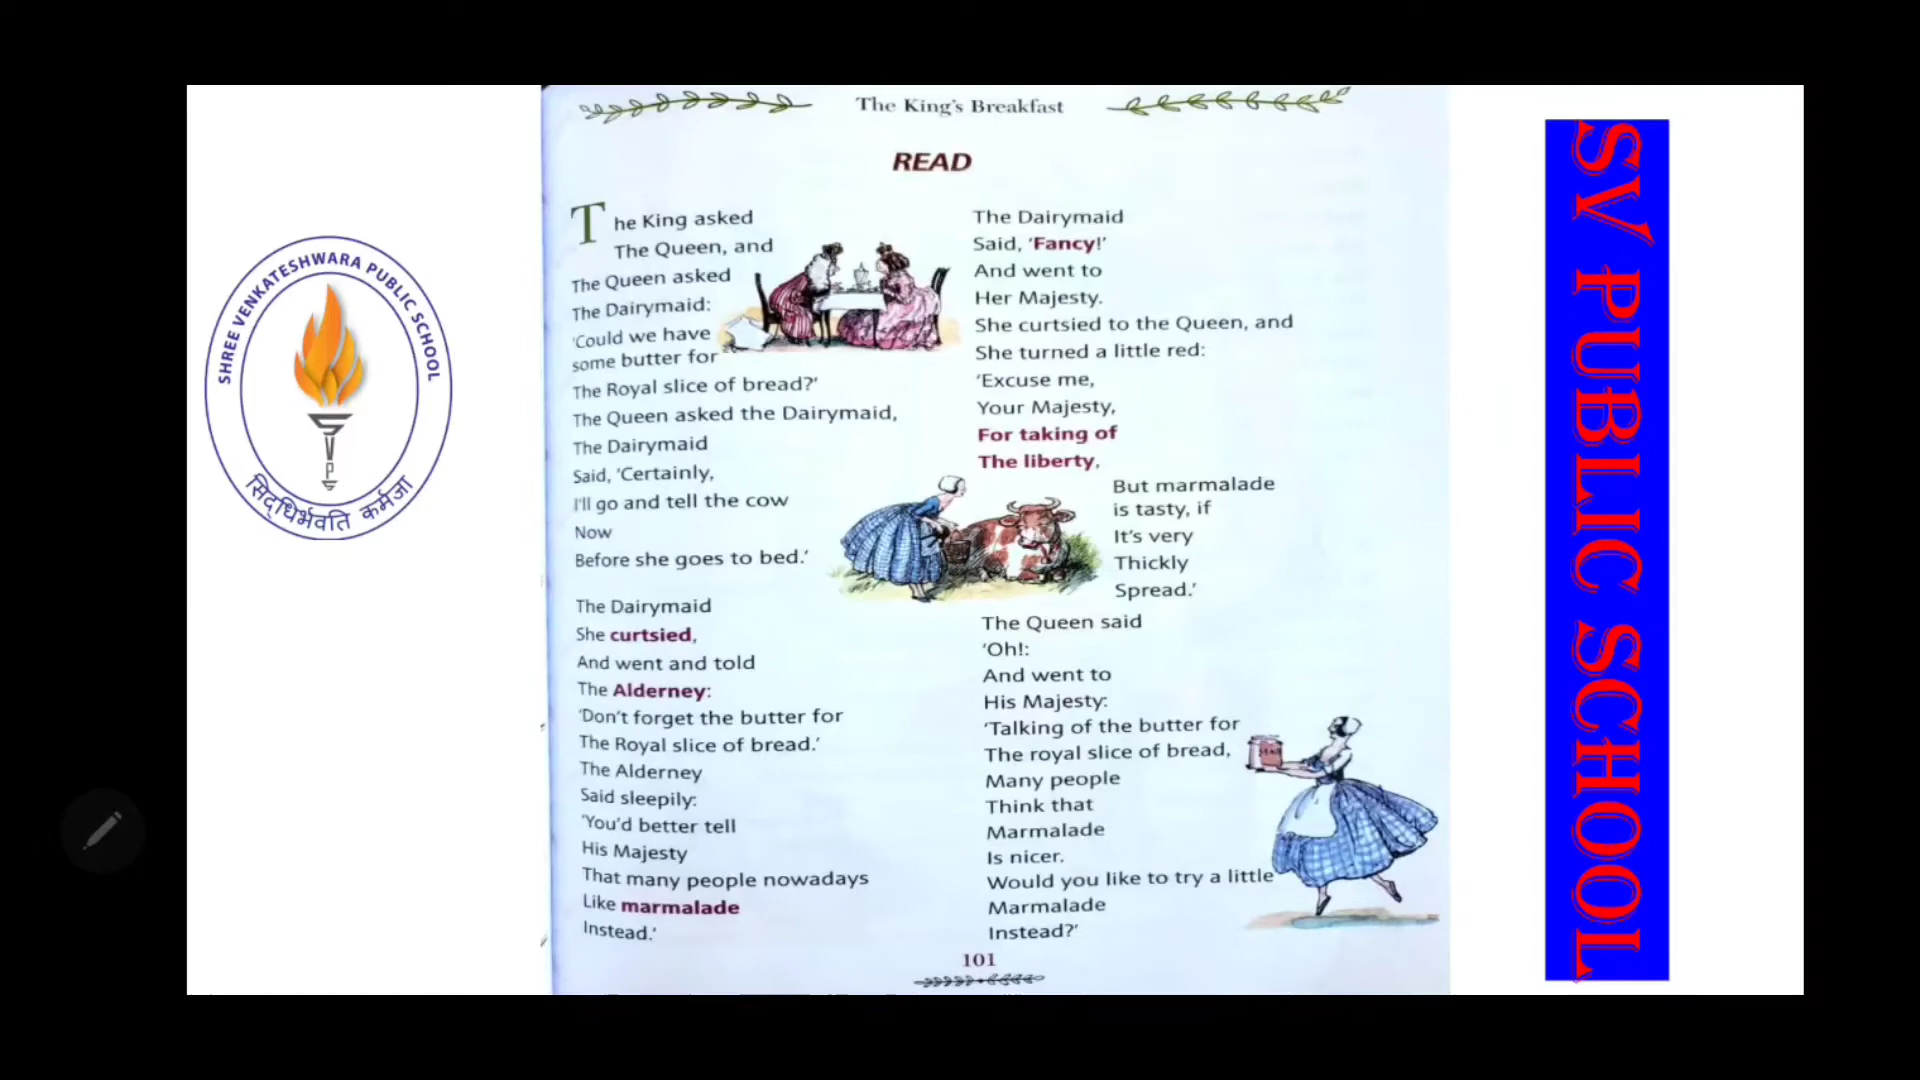 SHREE VENKATESHWARA PUBLIC SCHOOL
SVPS
सिद्धिर्भवति कर्मजा
The King's Breakfast
READ
The King asked
The Queen, and
The Queen asked
The Dairymaid:
'Could we have
some butter for
The Royal slice of bread?'
The Queen asked the Dairymaid,
The Dairymaid
Said, 'Certainly,
I'll go and tell the cow
Now
Before she goes to bed.'
The Dairymaid
She curtsied,
And went and told
The Alderney:
'Don't forget the butter for
The Royal slice of bread.'
The Alderney
Said sleepily:
'You'd better tell
His Majesty
That many people nowadays
Like marmalade
Instead.'
The Dairymaid
Said, 'Fancy!'
And went to
Her Majesty.
She curtsied to the Queen, and
She turned a little red:
'Excuse me,
Your Majesty,
For taking of
The liberty,
But marmalade
is tasty, if
It's very
Thickly
Spread.'
The Queen said
'Oh!:
And went to
His Majesty:
'Talking of the butter for
The royal slice of bread,
Many people
Think that
Marmalade
Is nicer.
Would you like to try a little
Marmalade
Instead?'
101
SV PUBLIC SCHOOL